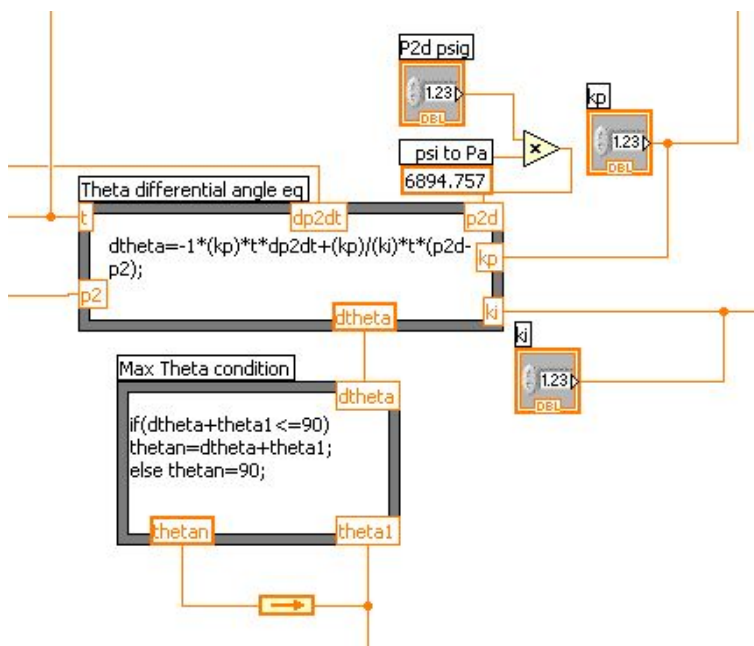 P2d psig
1.23
DBL
kp
1.23
DBL
psi to Pa
6894.757
Theta differential angle eq
t
dp2dt
p2d
dtheta=-1*(kp)*t*dp2dt+(kp)/(ki)*t*(p2d-
p2);
kp
p2
dtheta
ki
ki
1.23
DBL
Max Theta condition
dtheta
if(dtheta+theta1<=90)
thetan=dtheta+theta1;
else thetan=90;
thetan
theta1